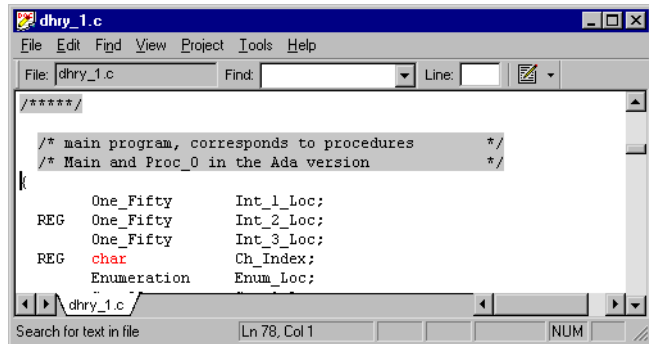 dhry_1.c
File Edit Find View Project Tools Help
File: dhry_1.c Find: Line:
/*****/
/* main program, corresponds to procedures */
/* Main and Proc_0 in the Ada version */
{
One_Fifty Int_1_Loc;
REG One_Fifty Int_2_Loc;
One_Fifty Int_3_Loc;
REG char Ch_Index;
Enumeration Enum_Loc;
dhry_1.c
Search for text in file Ln 78, Col 1 NUM